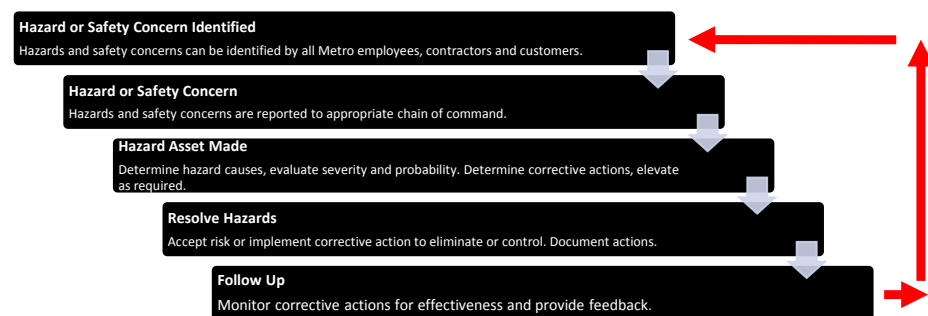 Hazard or Safety Concern Identified
Hazards and safety concerns can be identified by all Metro employees, contractors and customers.
Hazard or Safety Concern
Hazards and safety concerns are reported to appropriate chain of command.
Hazard Asset Made
Determine hazard causes, evaluate severity and probability. Determine corrective actions, elevate
as required.
Resolve Hazards
Accept risk or implement corrective action to eliminate or control. Document actions.
Follow Up
Monitor corrective actions for effectiveness and provide feedback.